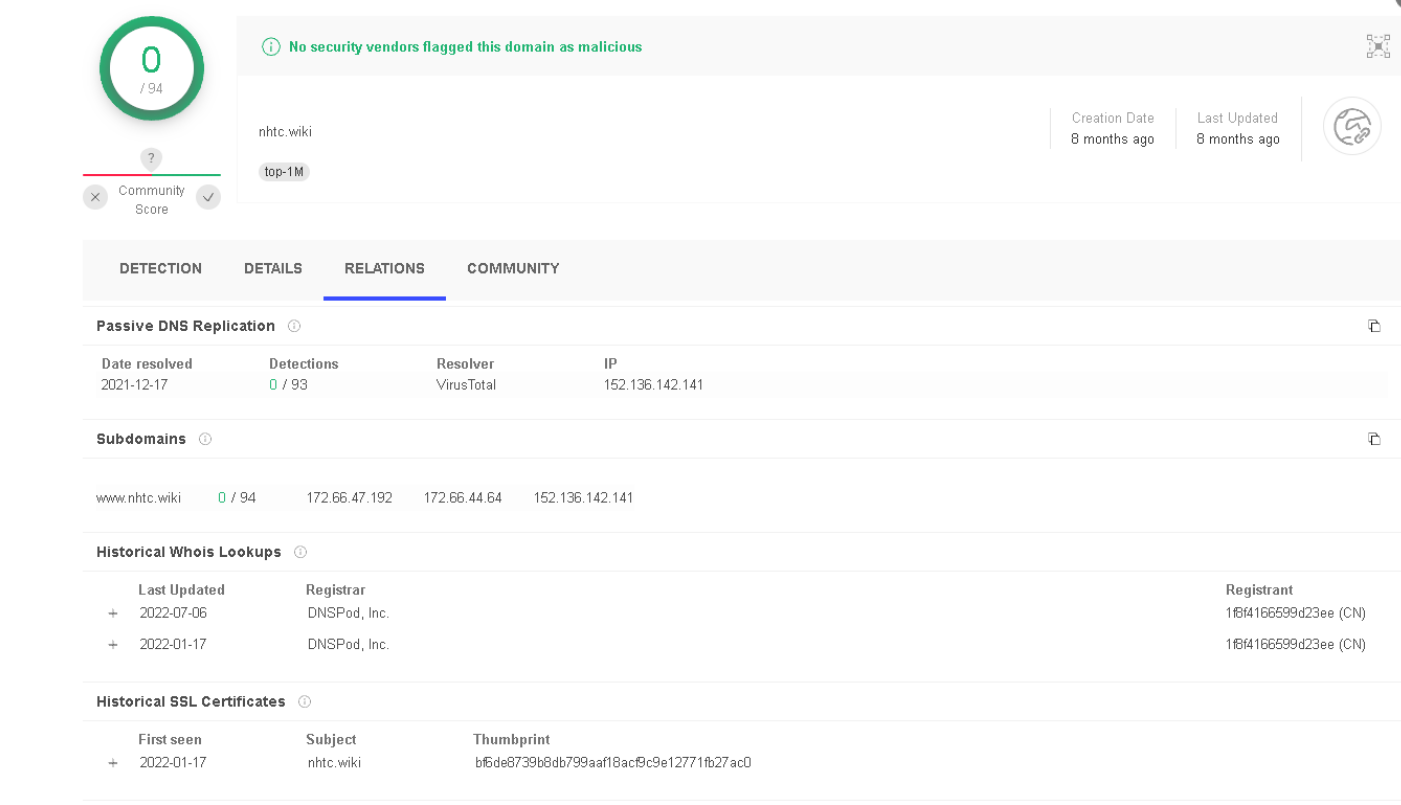 0
/ 94
?
Community
Score
No security vendors flagged this domain as malicious
nhtc.wiki
top-1M
Creation Date
8 months ago
Last Updated
8 months ago
DETECTION DETAILS RELATIONS COMMUNITY
Passive DNS Replication
Date resolved Detections Resolver IP
2021-12-17 0 / 93 VirusTotal 152.136.142.141
Subdomains
www.nhtc.wiki 0 / 94 172.66.47.192 172.66.44.64 152.136.142.141
Historical Whois Lookups
Last Updated Registrar Registrant
+ 2022-07-06 DNSPod, Inc. 1f8f4166599d23ee (CN)
+ 2022-01-17 DNSPod, Inc. 1f8f4166599d23ee (CN)
Historical SSL Certificates
First seen Subject Thumbprint
+ 2022-01-17 nhtc.wiki bf6de8739b8db799aaf18acf9c9e12771fb27ac0